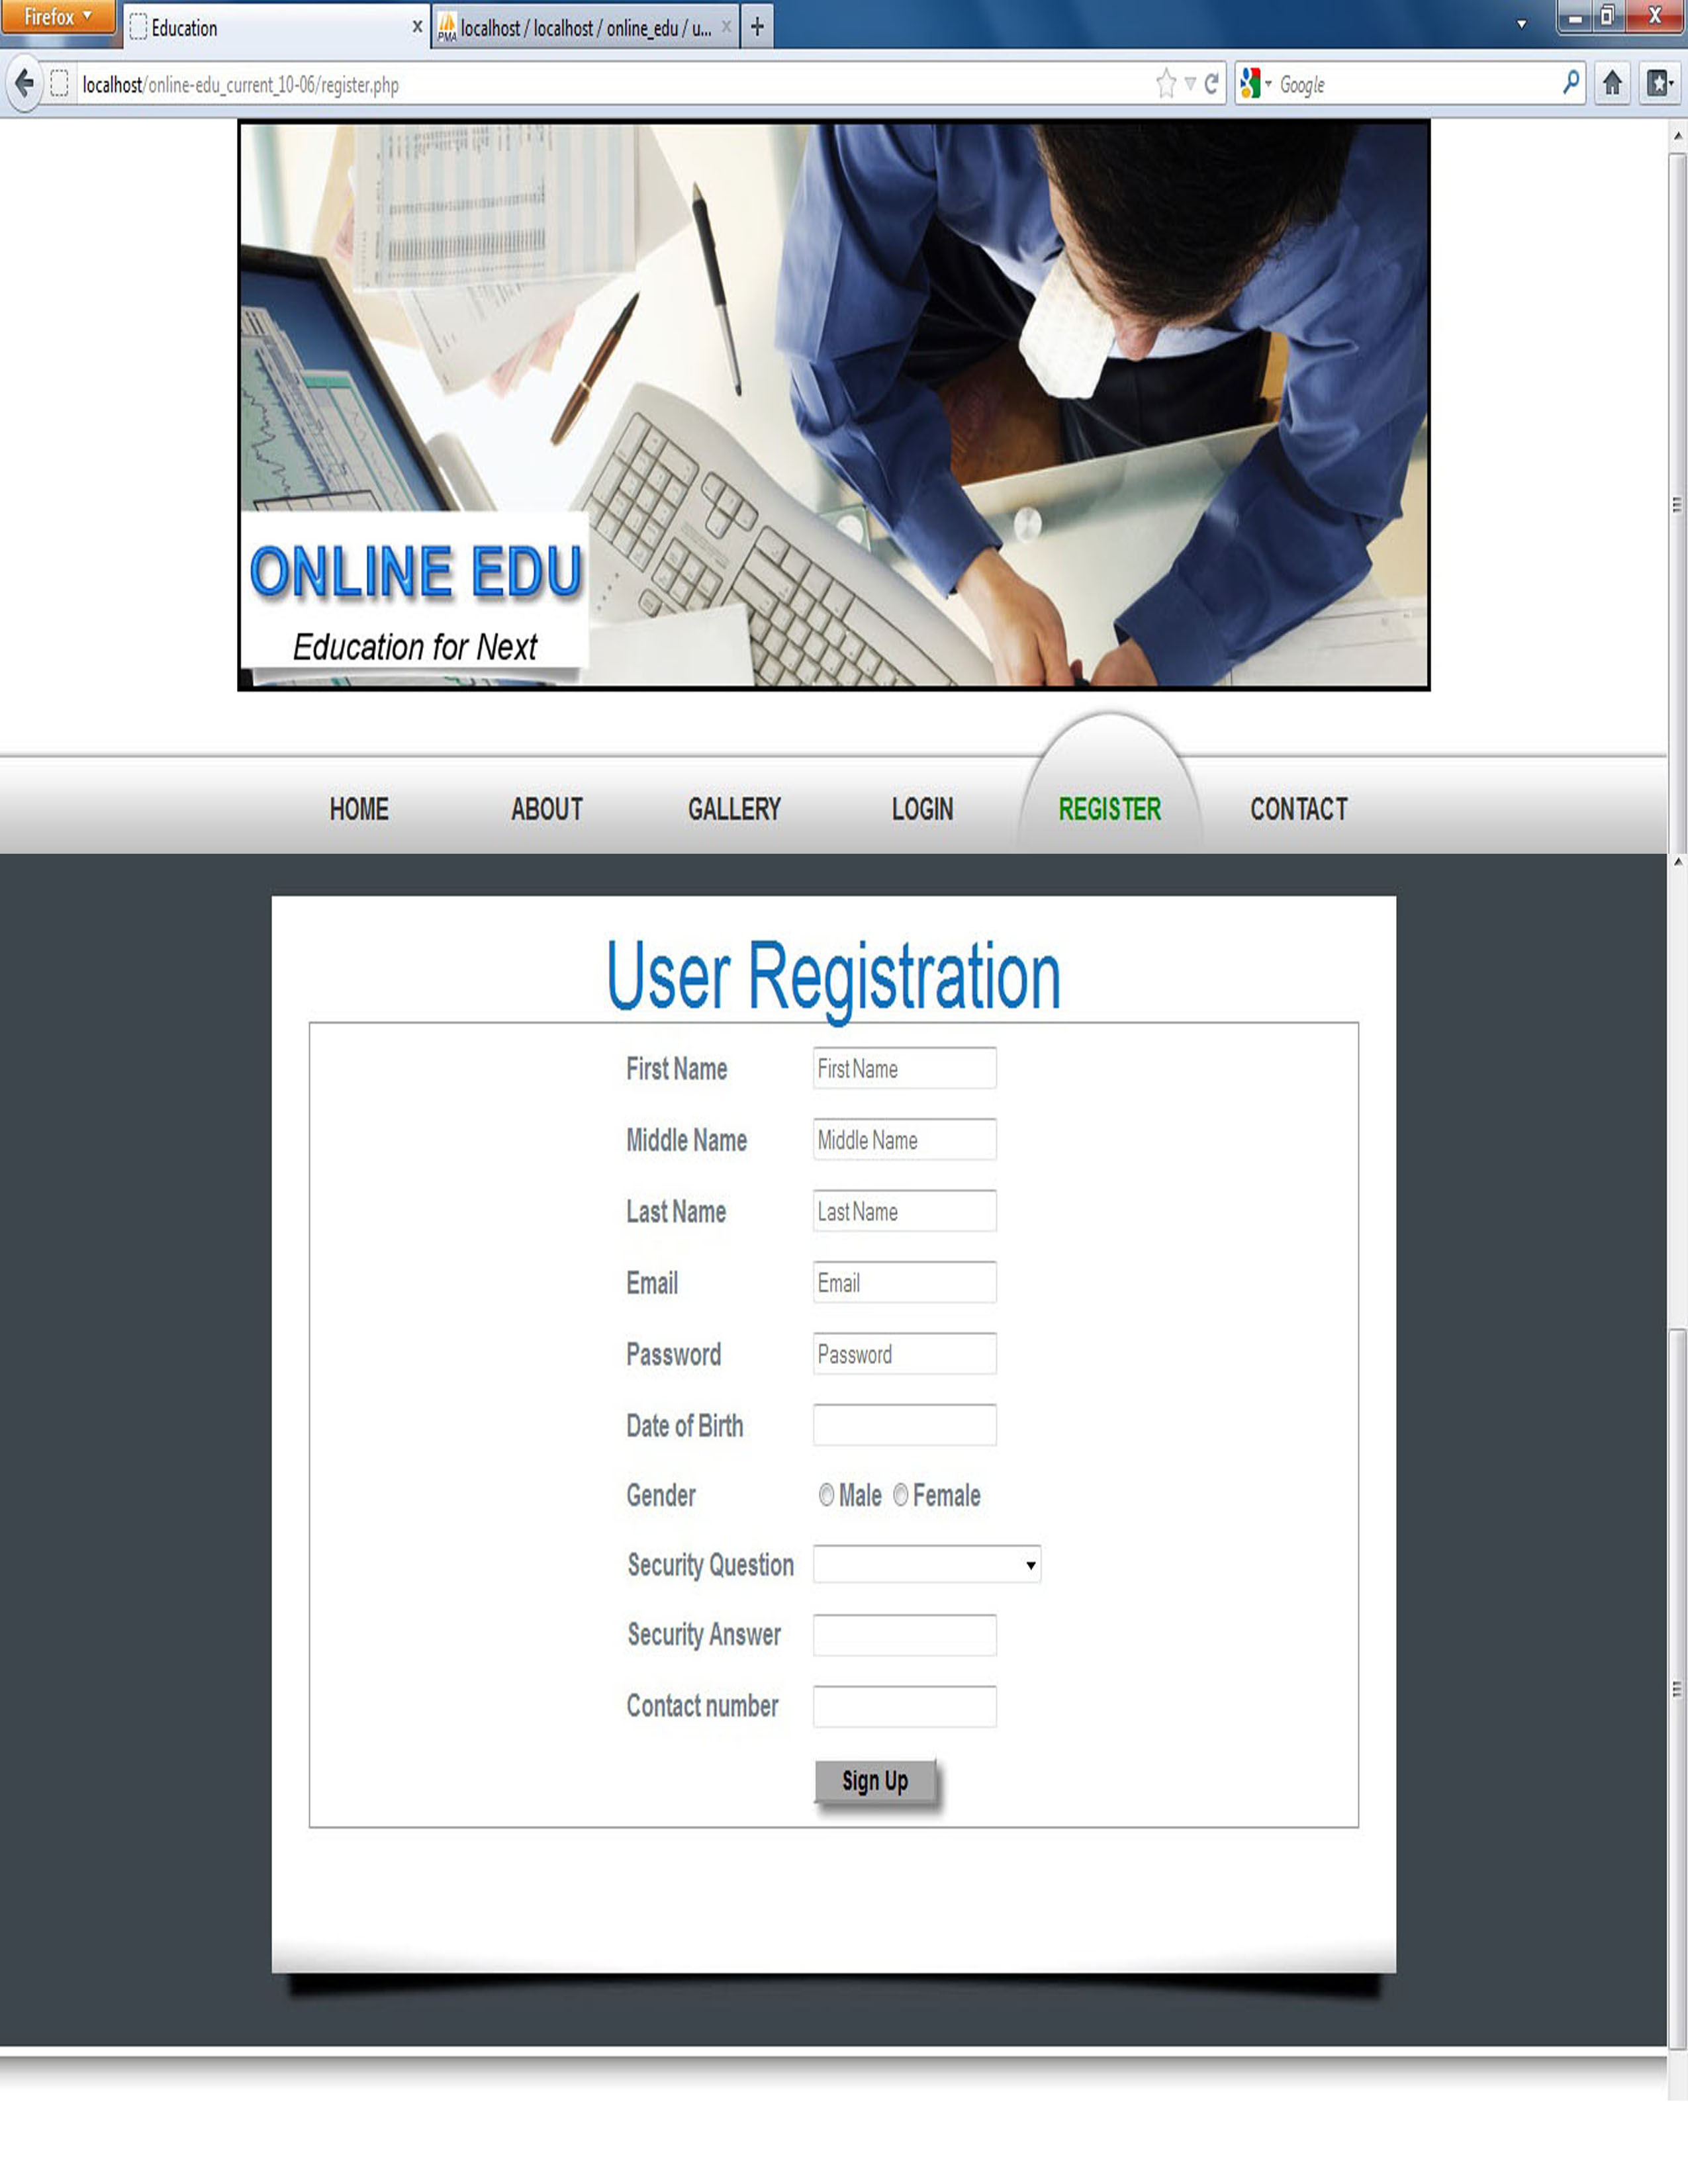 Firefox
Education
PMA localhost / localhost / online_edu / u...
localhost/online-edu_current_10-06/register.php
Google
ONLINE EDU
Education for Next
HOME ABOUT GALLERY LOGIN REGISTER CONTACT
User Registration
First Name First Name
Middle Name Middle Name
Last Name Last Name
Email Email
Password Password
Date of Birth
Gender Male Female
Security Question
Security Answer
Contact number
Sign Up